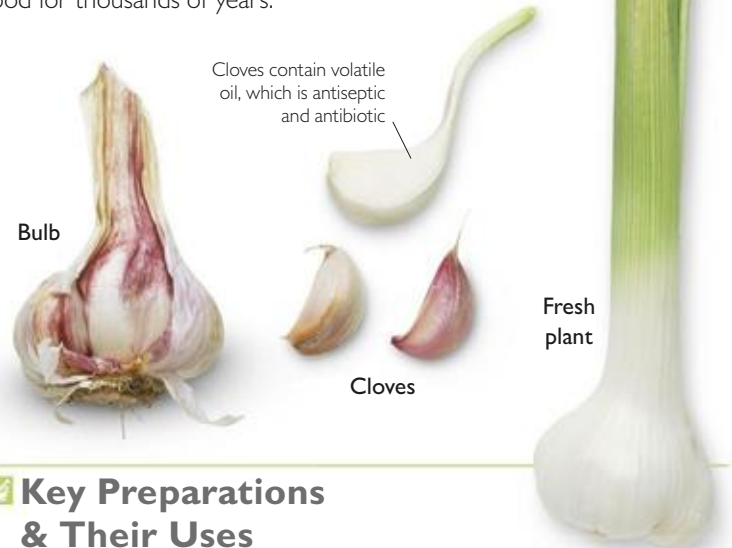 ood for thousands of years.
Cloves contain volatile
oil, which is antiseptic
and antibiotic
Bulb
Fresh
plant
Cloves
Key Preparations
& Their Uses